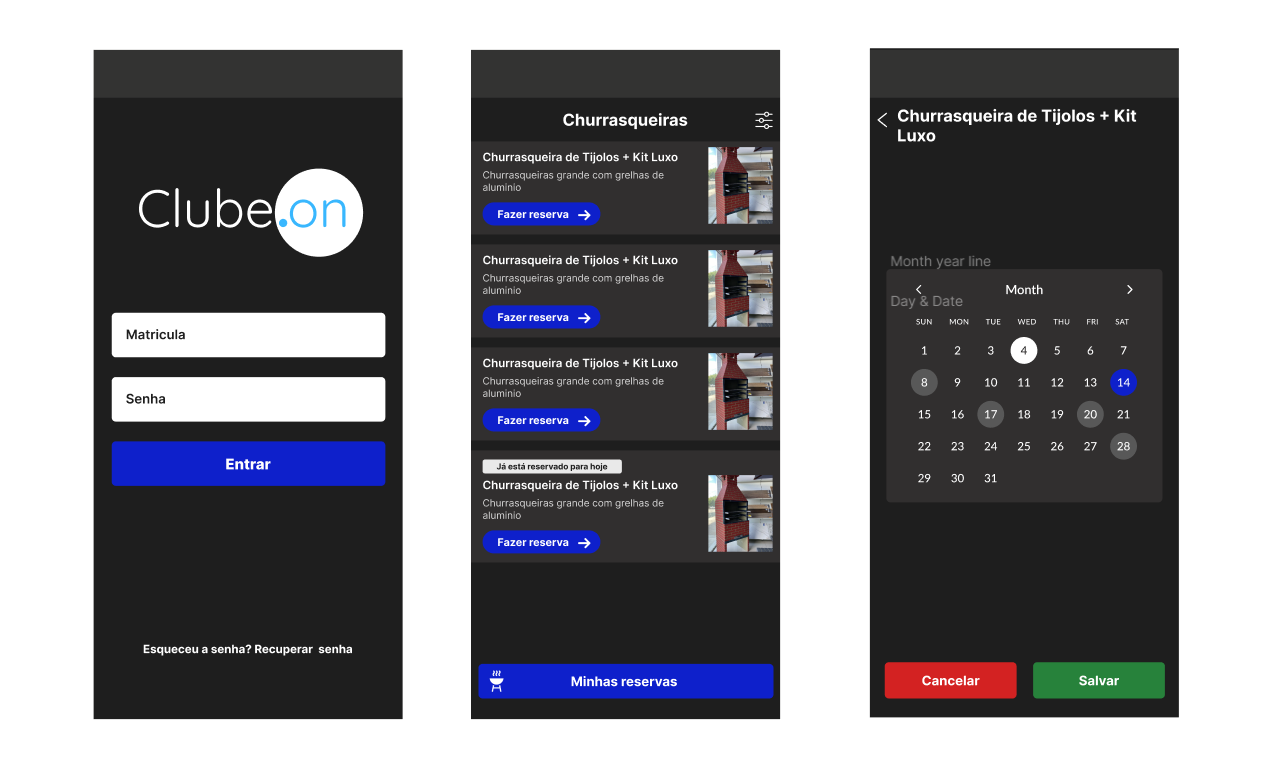 Clube.on
Matricula
Senha
Entrar
Esqueceu a senha? Recuperar senha
Churrasqueiras
Churrasqueira de Tijolos + Kit Luxo
Churrasqueiras grande com grelhas de
aluminio
Fazer reserva
Churrasqueira de Tijolos + Kit Luxo
Churrasqueiras grande com grelhas de
aluminio
Fazer reserva
Churrasqueira de Tijolos + Kit Luxo
Churrasqueiras grande com grelhas de
aluminio
Fazer reserva
Já está reservado para hoje
Churrasqueira de Tijolos + Kit Luxo
Churrasqueiras grande com grelhas de
aluminio
Fazer reserva
Minhas reservas
Churrasqueira de Tijolos + Kit
Luxo
Month year line
Month
Day & Date
SUN MON TUE WED THU FRI SAT
1 2 3 4 5 6 7
8 9 10 11 12 13 14
15 16 17 18 19 20 21
22 23 24 25 26 27 28
29 30 31
Cancelar Salvar